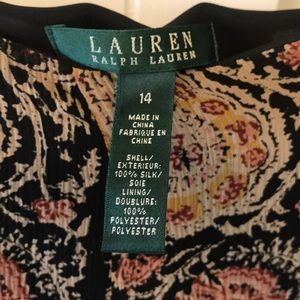 LAUREN
RALPH LAUREN
14
MADE IN
CHINA
FABRIQUÉ EN
CHINE
SHELL/
EXTERIEUR:
100% SILK/
SOIE
LINING/
DOUBLURE:
100%
POLYESTER/
POLYESTER